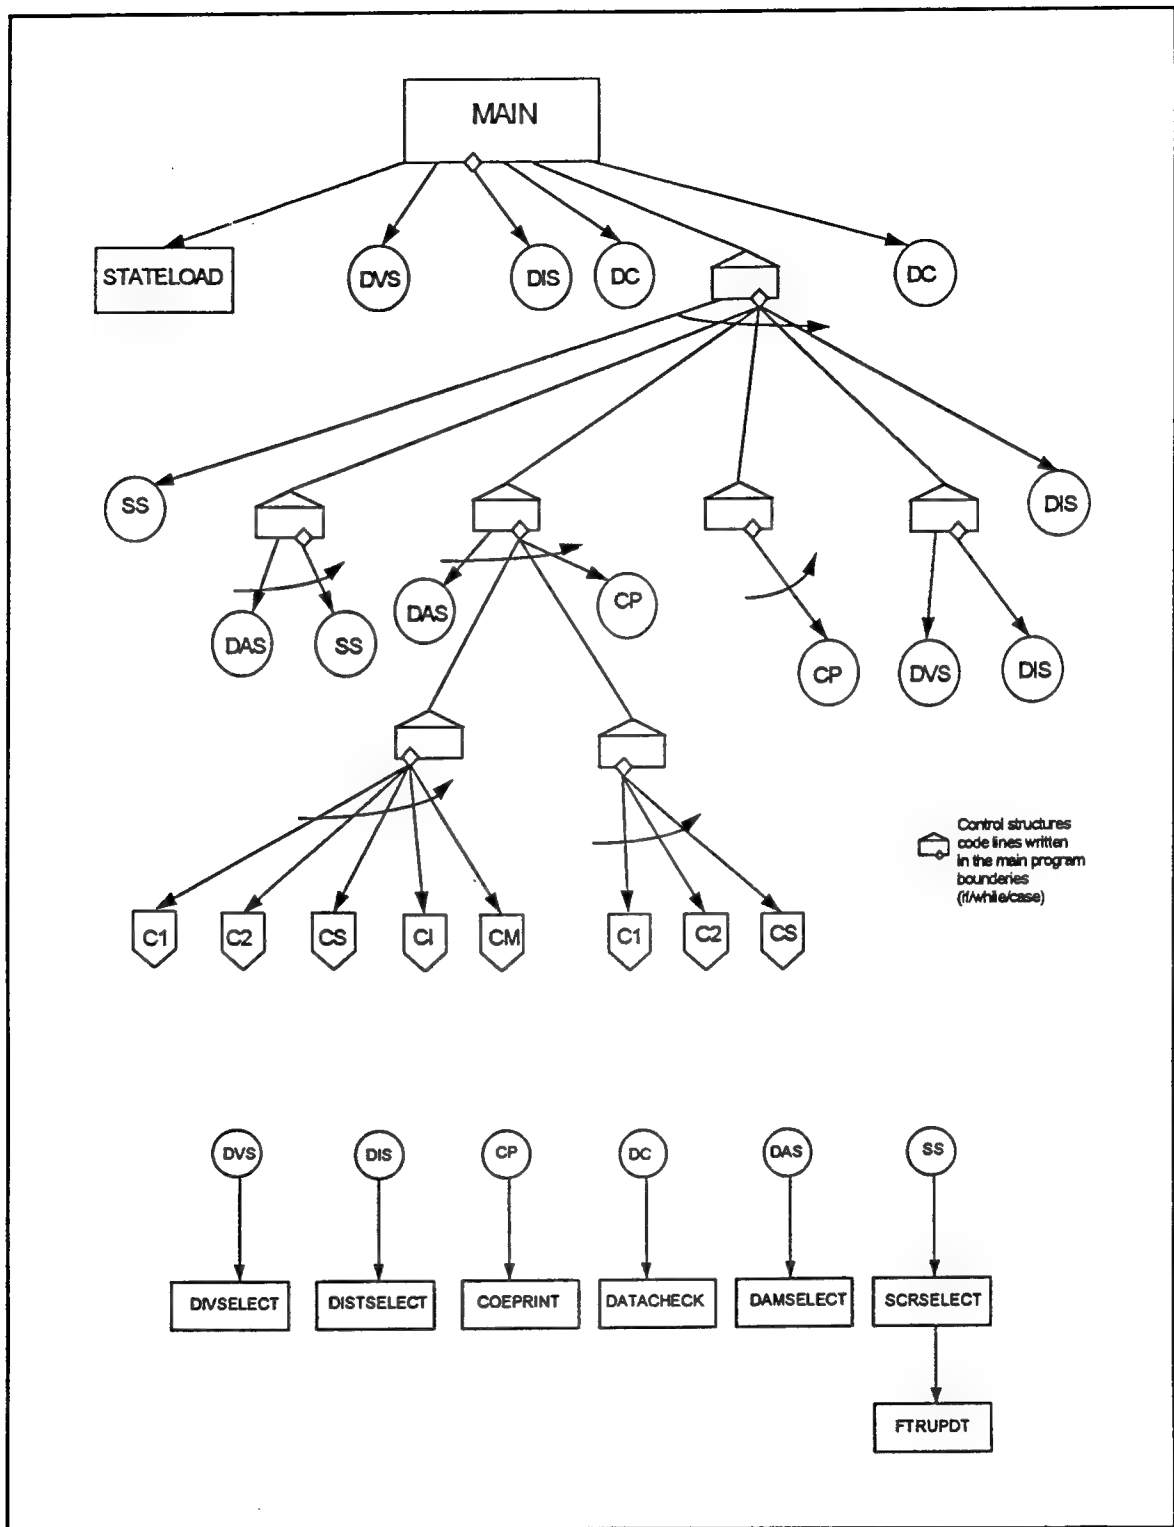 MAIN
STATELOAD
DVS
DIS
DC
DC
SS
DIS
DAS
SS
DAS
CP
CP
DVS
DIS
Control structures
code lines written
in the main program
bounderies
(if/while/case)
C1
C2
CS
CI
CM
C1
C2
CS
DVS
DIS
CP
DC
DAS
SS
DIVSELECT
DISTSELECT
COEPRINT
DATACHECK
DAMSELECT
SCRSELECT
FTRUPDT